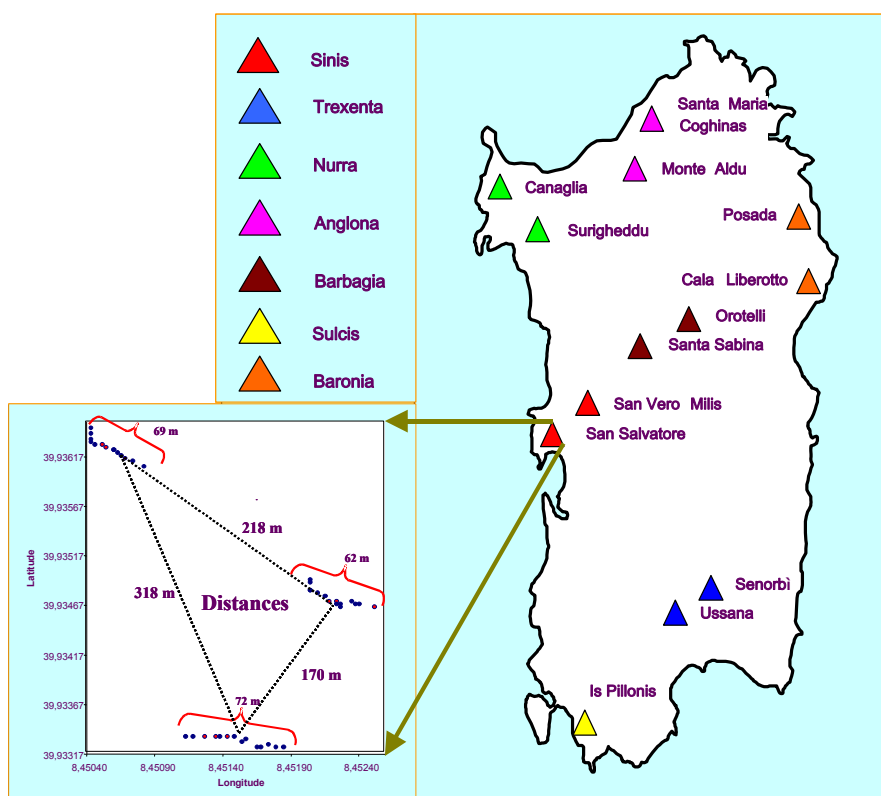 Sinis
Trexenta
Nurra
Anglona
Barbagia
Sulcis
Baronia
Santa Maria
Coghinas
Monte Aldu
Canaglia
Surigheddu
Posada
Cala Liberotto
Orotelli
Santa Sabina
San Vero Milis
San Salvatore
Senorbì
Ussana
Is Pillonis
69 m
218 m
62 m
318 m
Distances
170 m
72 m
Latitude
39,93617
39,93567
39,93517
39,93467
39,93417
39,93367
39,93317
8,45040 8,45090 8,45140 8,45190 8,45240
Longitude